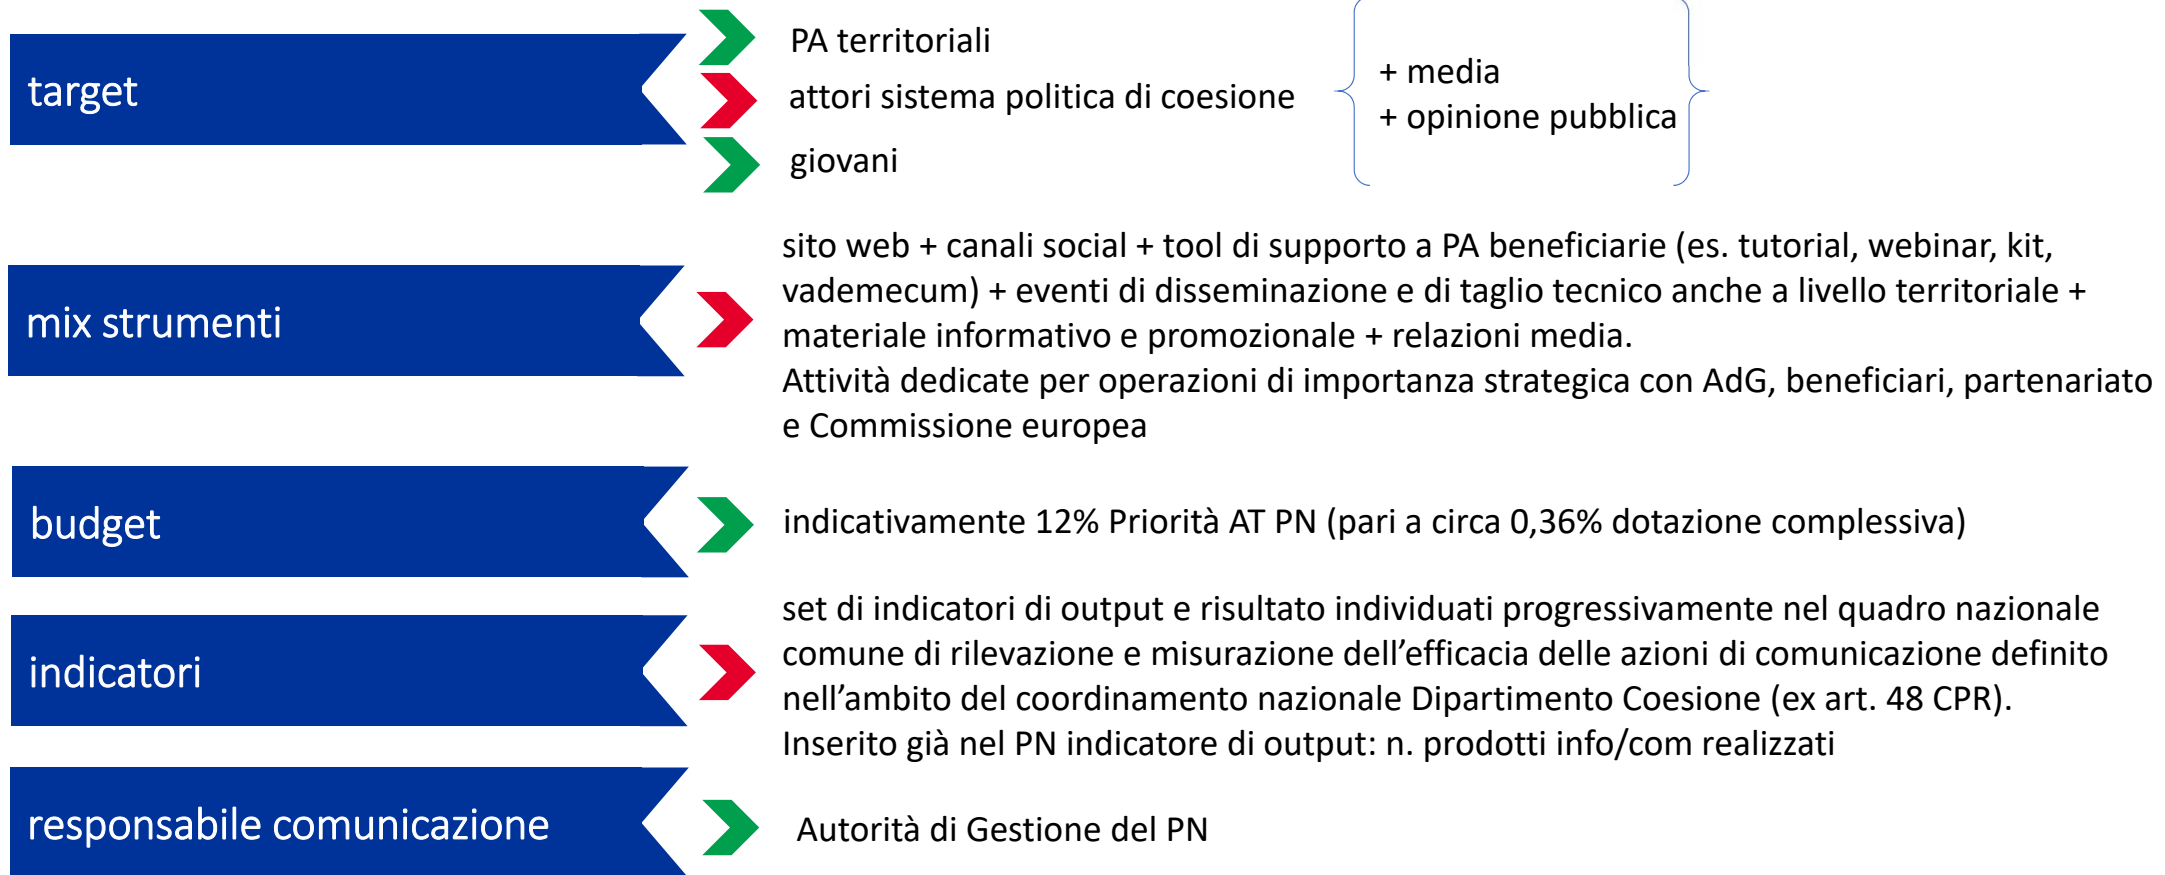 target
PA territoriali
attori sistema politica di coesione
giovani
+ media
+ opinione pubblica
mix strumenti
sito web + canali social + tool di supporto a PA beneficiarie (es. tutorial, webinar, kit,
vademecum) + eventi di disseminazione e di taglio tecnico anche a livello territoriale +
materiale informativo e promozionale + relazioni media.
Attività dedicate per operazioni di importanza strategica con AdG, beneficiari, partenariato
e Commissione europea
budget
indicativamente 12% Priorità AT PN (pari a circa 0,36% dotazione complessiva)
indicatori
set di indicatori di output e risultato individuati progressivamente nel quadro nazionale
comune di rilevazione e misurazione dell’efficacia delle azioni di comunicazione definito
nell’ambito del coordinamento nazionale Dipartimento Coesione (ex art. 48 CPR).
Inserito già nel PN indicatore di output: n. prodotti info/com realizzati
responsabile comunicazione
Autorità di Gestione del PN